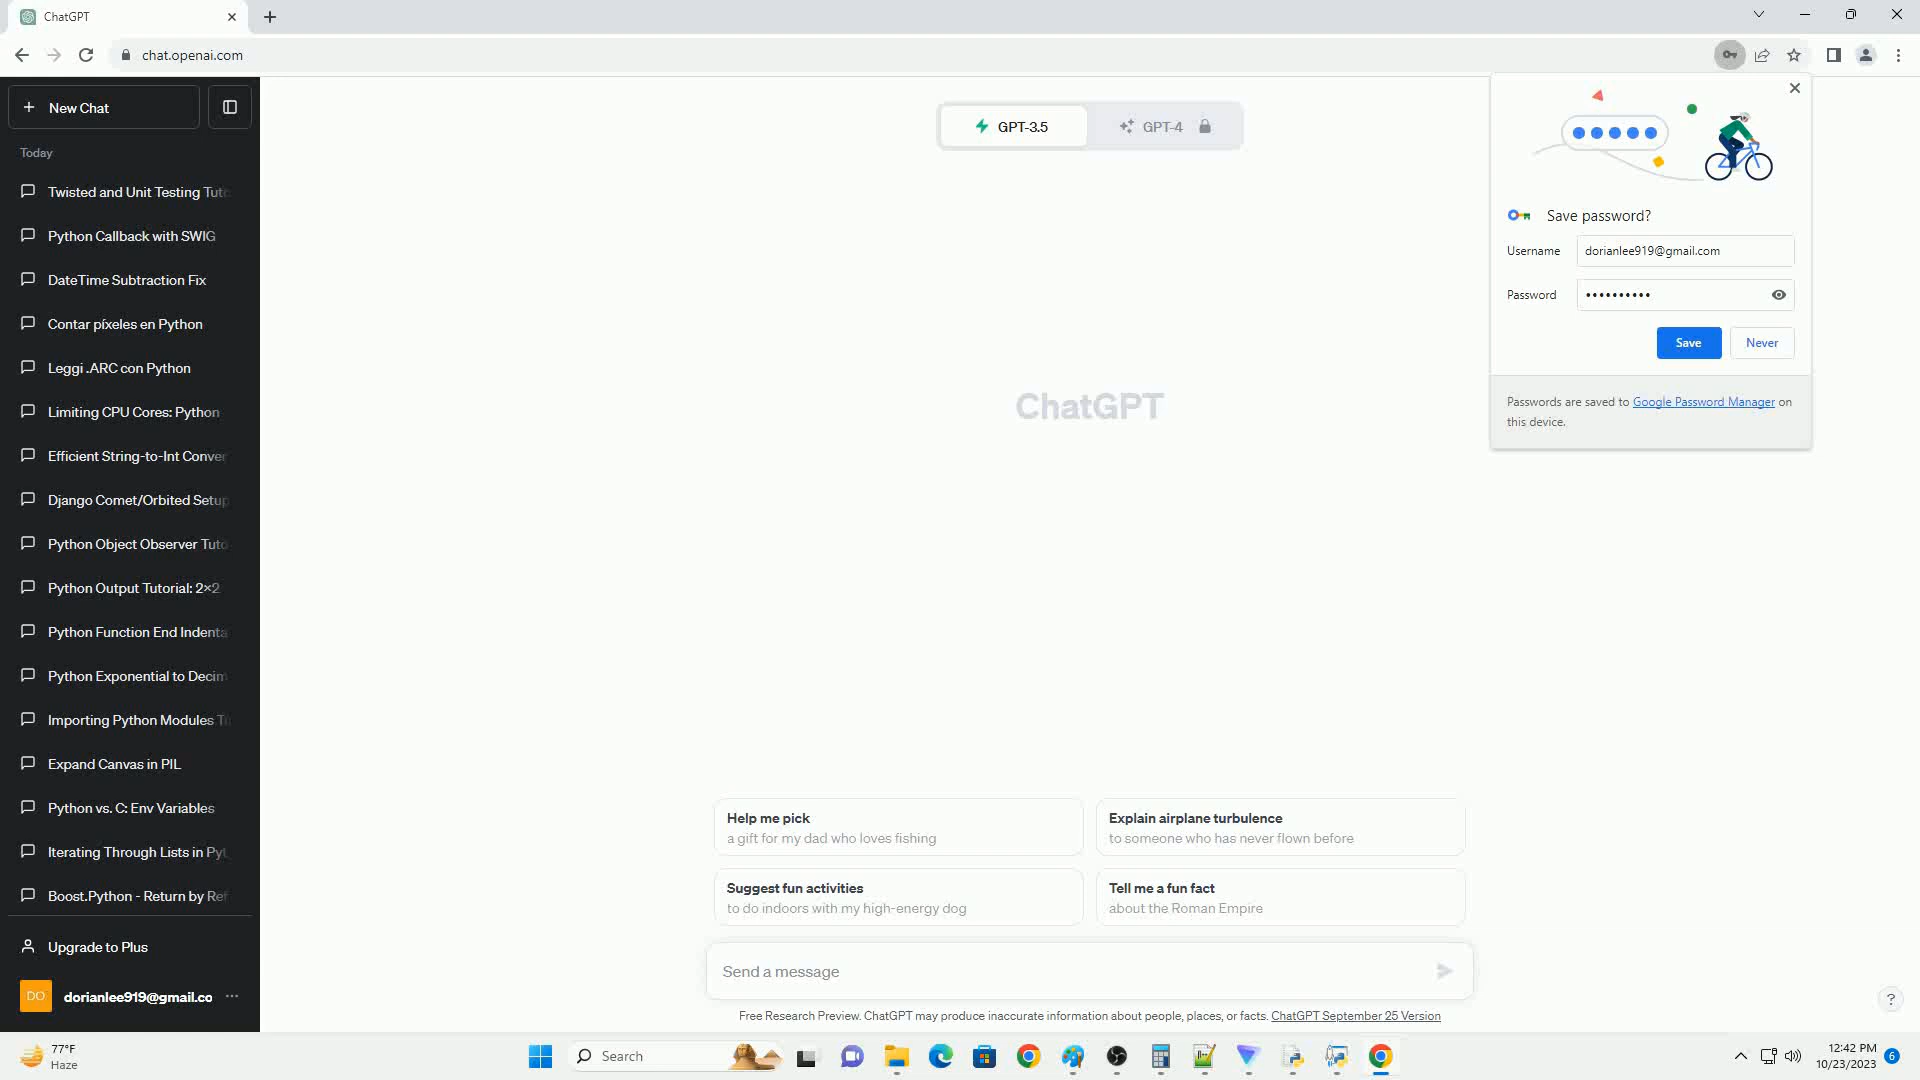 ChatGPT
chat.openai.com
New Chat
GPT-3.5
GPT-4
Today
Twisted and Unit Testing Tut
Python Callback with SWIG
DateTime Subtraction Fix
Contar píxeles en Python
Leggi .ARC con Python
Limiting CPU Cores: Python
Efficient String-to-Int Conver
Django Comet/Orbited Setup
Python Object Observer Tuto
Python Output Tutorial: 2×2
Python Function End Indenta
Python Exponential to Decim
Importing Python Modules T
Expand Canvas in PIL
Python vs. C: Env Variables
Iterating Through Lists in Pyt
Boost.Python - Return by Ref
Upgrade to Plus
DO
dorianlee919@gmail.co
Save password?
Username
dorianlee919@gmail.com
Password
••••••••••
Save
Never
Passwords are saved to Google Password Manager on
this device.
ChatGPT
Help me pick
a gift for my dad who loves fishing
Explain airplane turbulence
to someone who has never flown before
Suggest fun activities
to do indoors with my high-energy dog
Tell me a fun fact
about the Roman Empire
Send a message
Free Research Preview. ChatGPT may produce inaccurate information about people, places, or facts. ChatGPT September 25 Version
?
77°F
Haze
Search
12:42 PM
10/23/2023
6